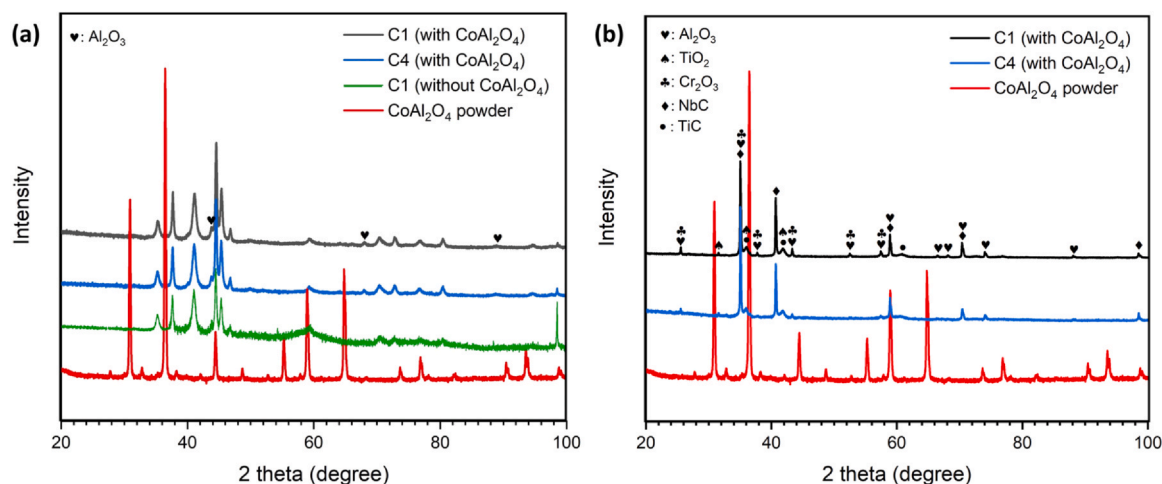 (a)
♥: Al₂O₃
C1 (with CoAl₂O₄)
C4 (with CoAl₂O₄)
C1 (without CoAl₂O₄)
CoAl₂O₄ powder
Intensity
20 40 60 80 100
2 theta (degree)
(b)
♥: Al₂O₃
♠: TiO₂
♣: Cr₂O₃
♦: NbC
●: TiC
C1 (with CoAl₂O₄)
C4 (with CoAl₂O₄)
CoAl₂O₄ powder
Intensity
20 40 60 80 100
2 theta (degree)